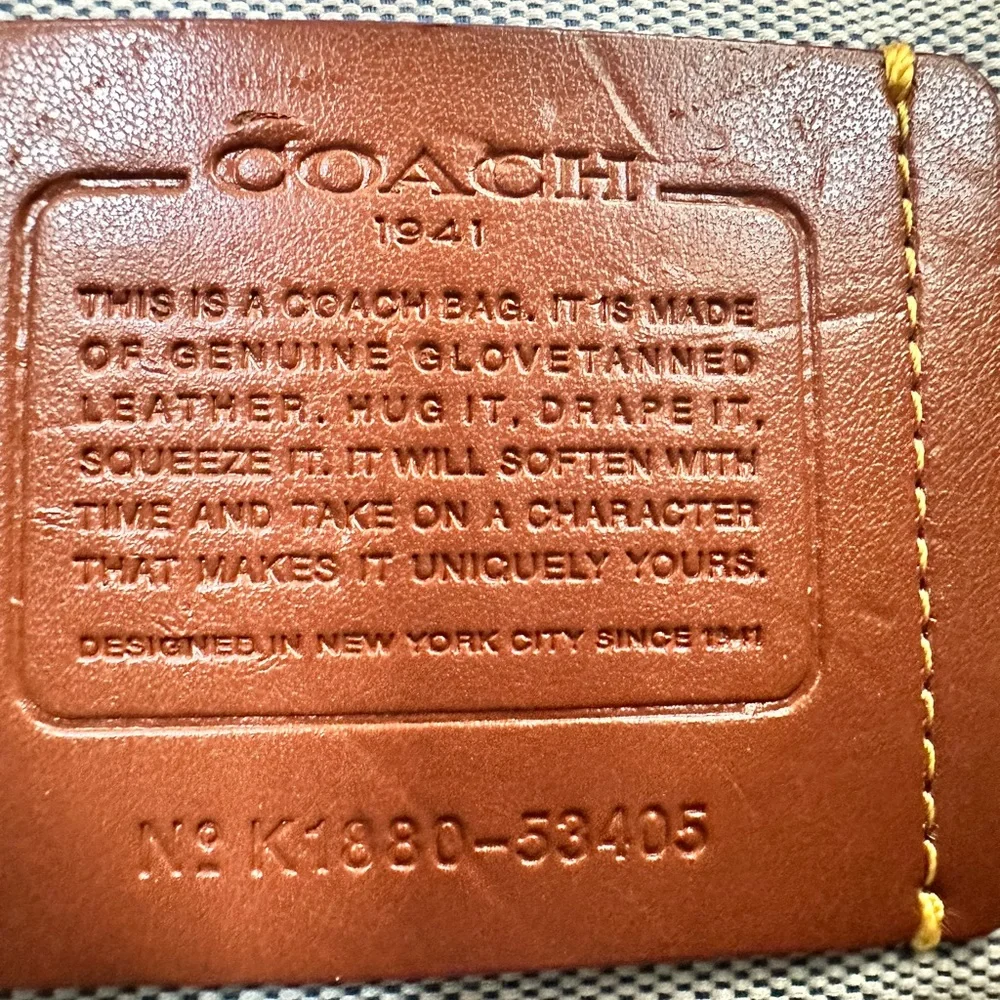 COACH
1941
THIS IS A COACH BAG. IT IS MADE
OF GENUINE GLOVETANNED
LEATHER. HUG IT, DRAPE IT,
SQUEEZE IT. IT WILL SOFTEN WITH
TIME AND TAKE ON A CHARACTER
THAT MAKES IT UNIQUELY YOURS.
DESIGNED IN NEW YORK CITY SINCE 1941
Nº K1880-53405